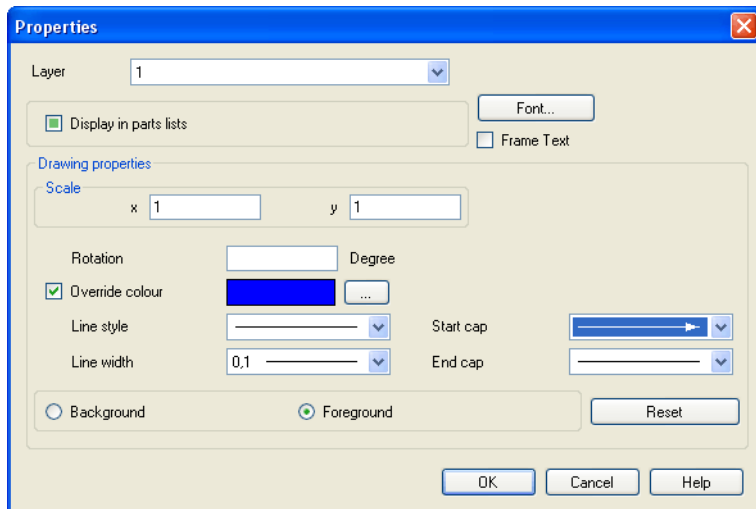 Properties
Layer 1
Font...
Display in parts lists
Frame Text
Drawing properties
Scale
x 1 y 1
Rotation Degree
Override colour ...
Line style Start cap
Line width 0,1 End cap
Background Foreground Reset
OK Cancel Help